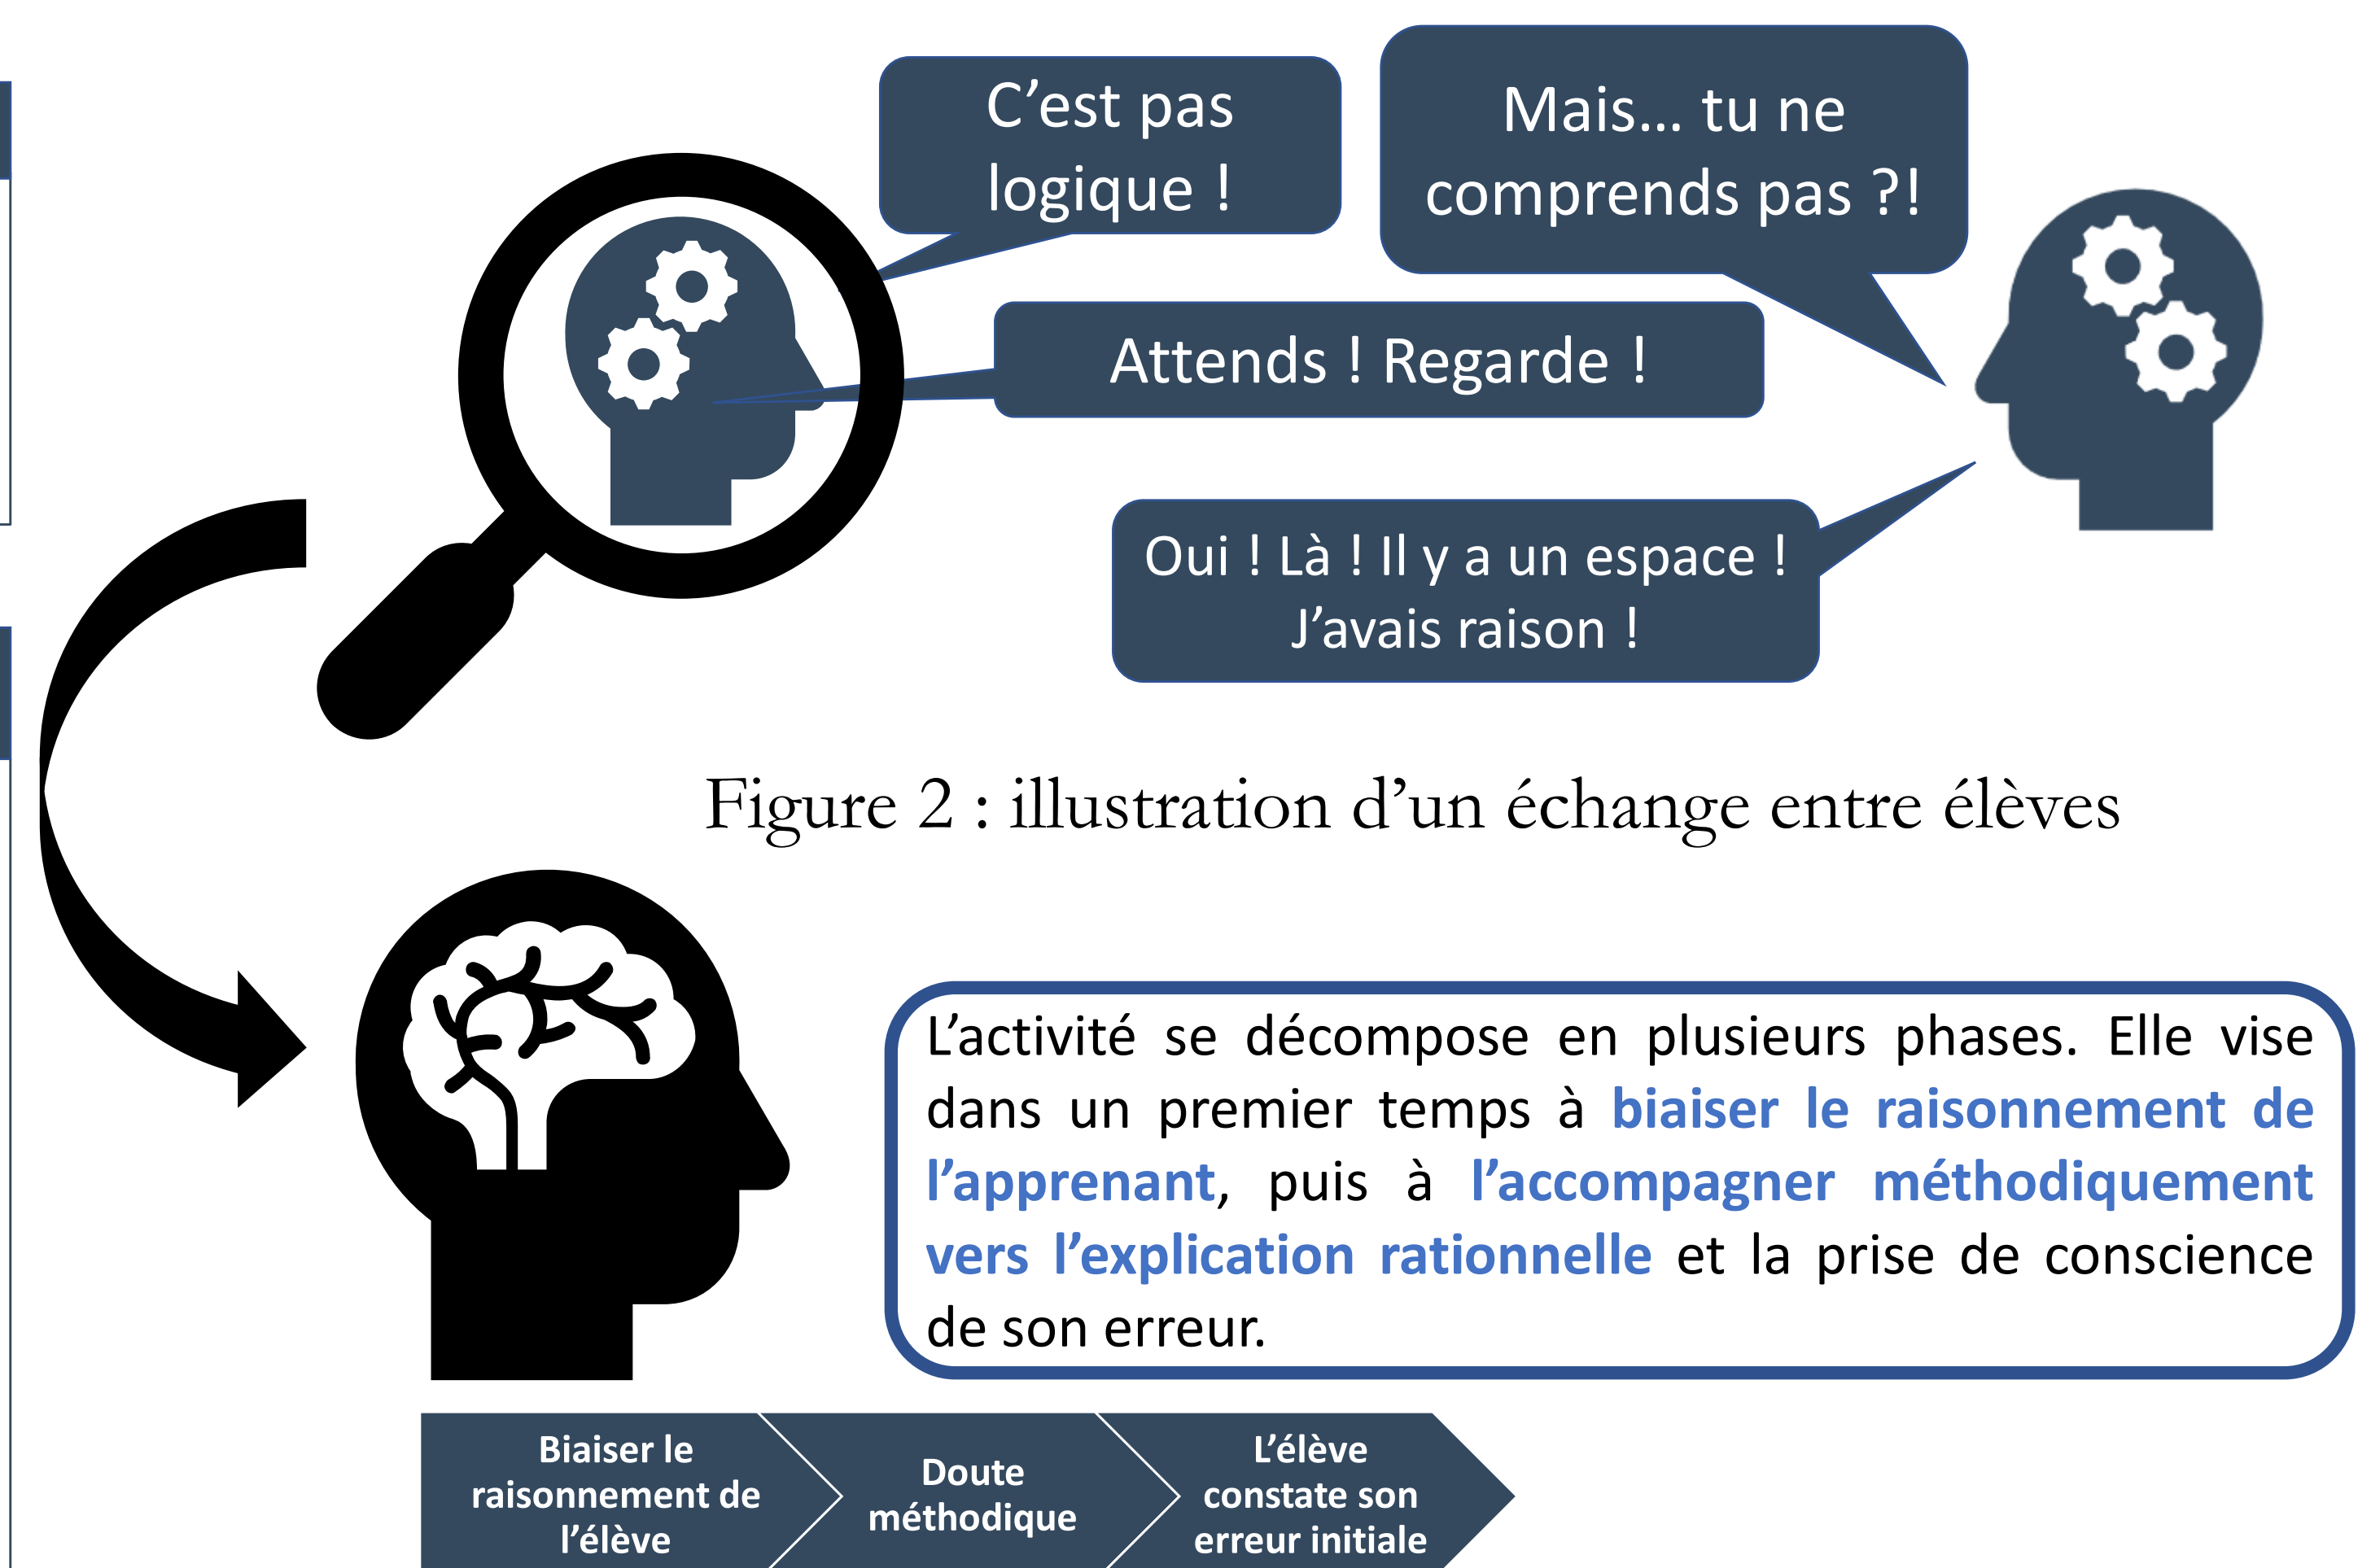 C’est pas
logique !
Mais... tu ne
comprends pas ?!
Attends ! Regarde !
Oui ! Là ! Il y a un espace !
J’avais raison !
Figure 2 : illustration d’un échange entre élèves
L’activité se décompose en plusieurs phases. Elle vise
dans un premier temps à biaiser le raisonnement de
l’apprenant, puis à l’accompagner méthodiquement
vers l’explication rationnelle et la prise de conscience
de son erreur.
Biaiser le
raisonnement de
l’élève
Doute
méthodique
L’élève
constate son
erreur initiale